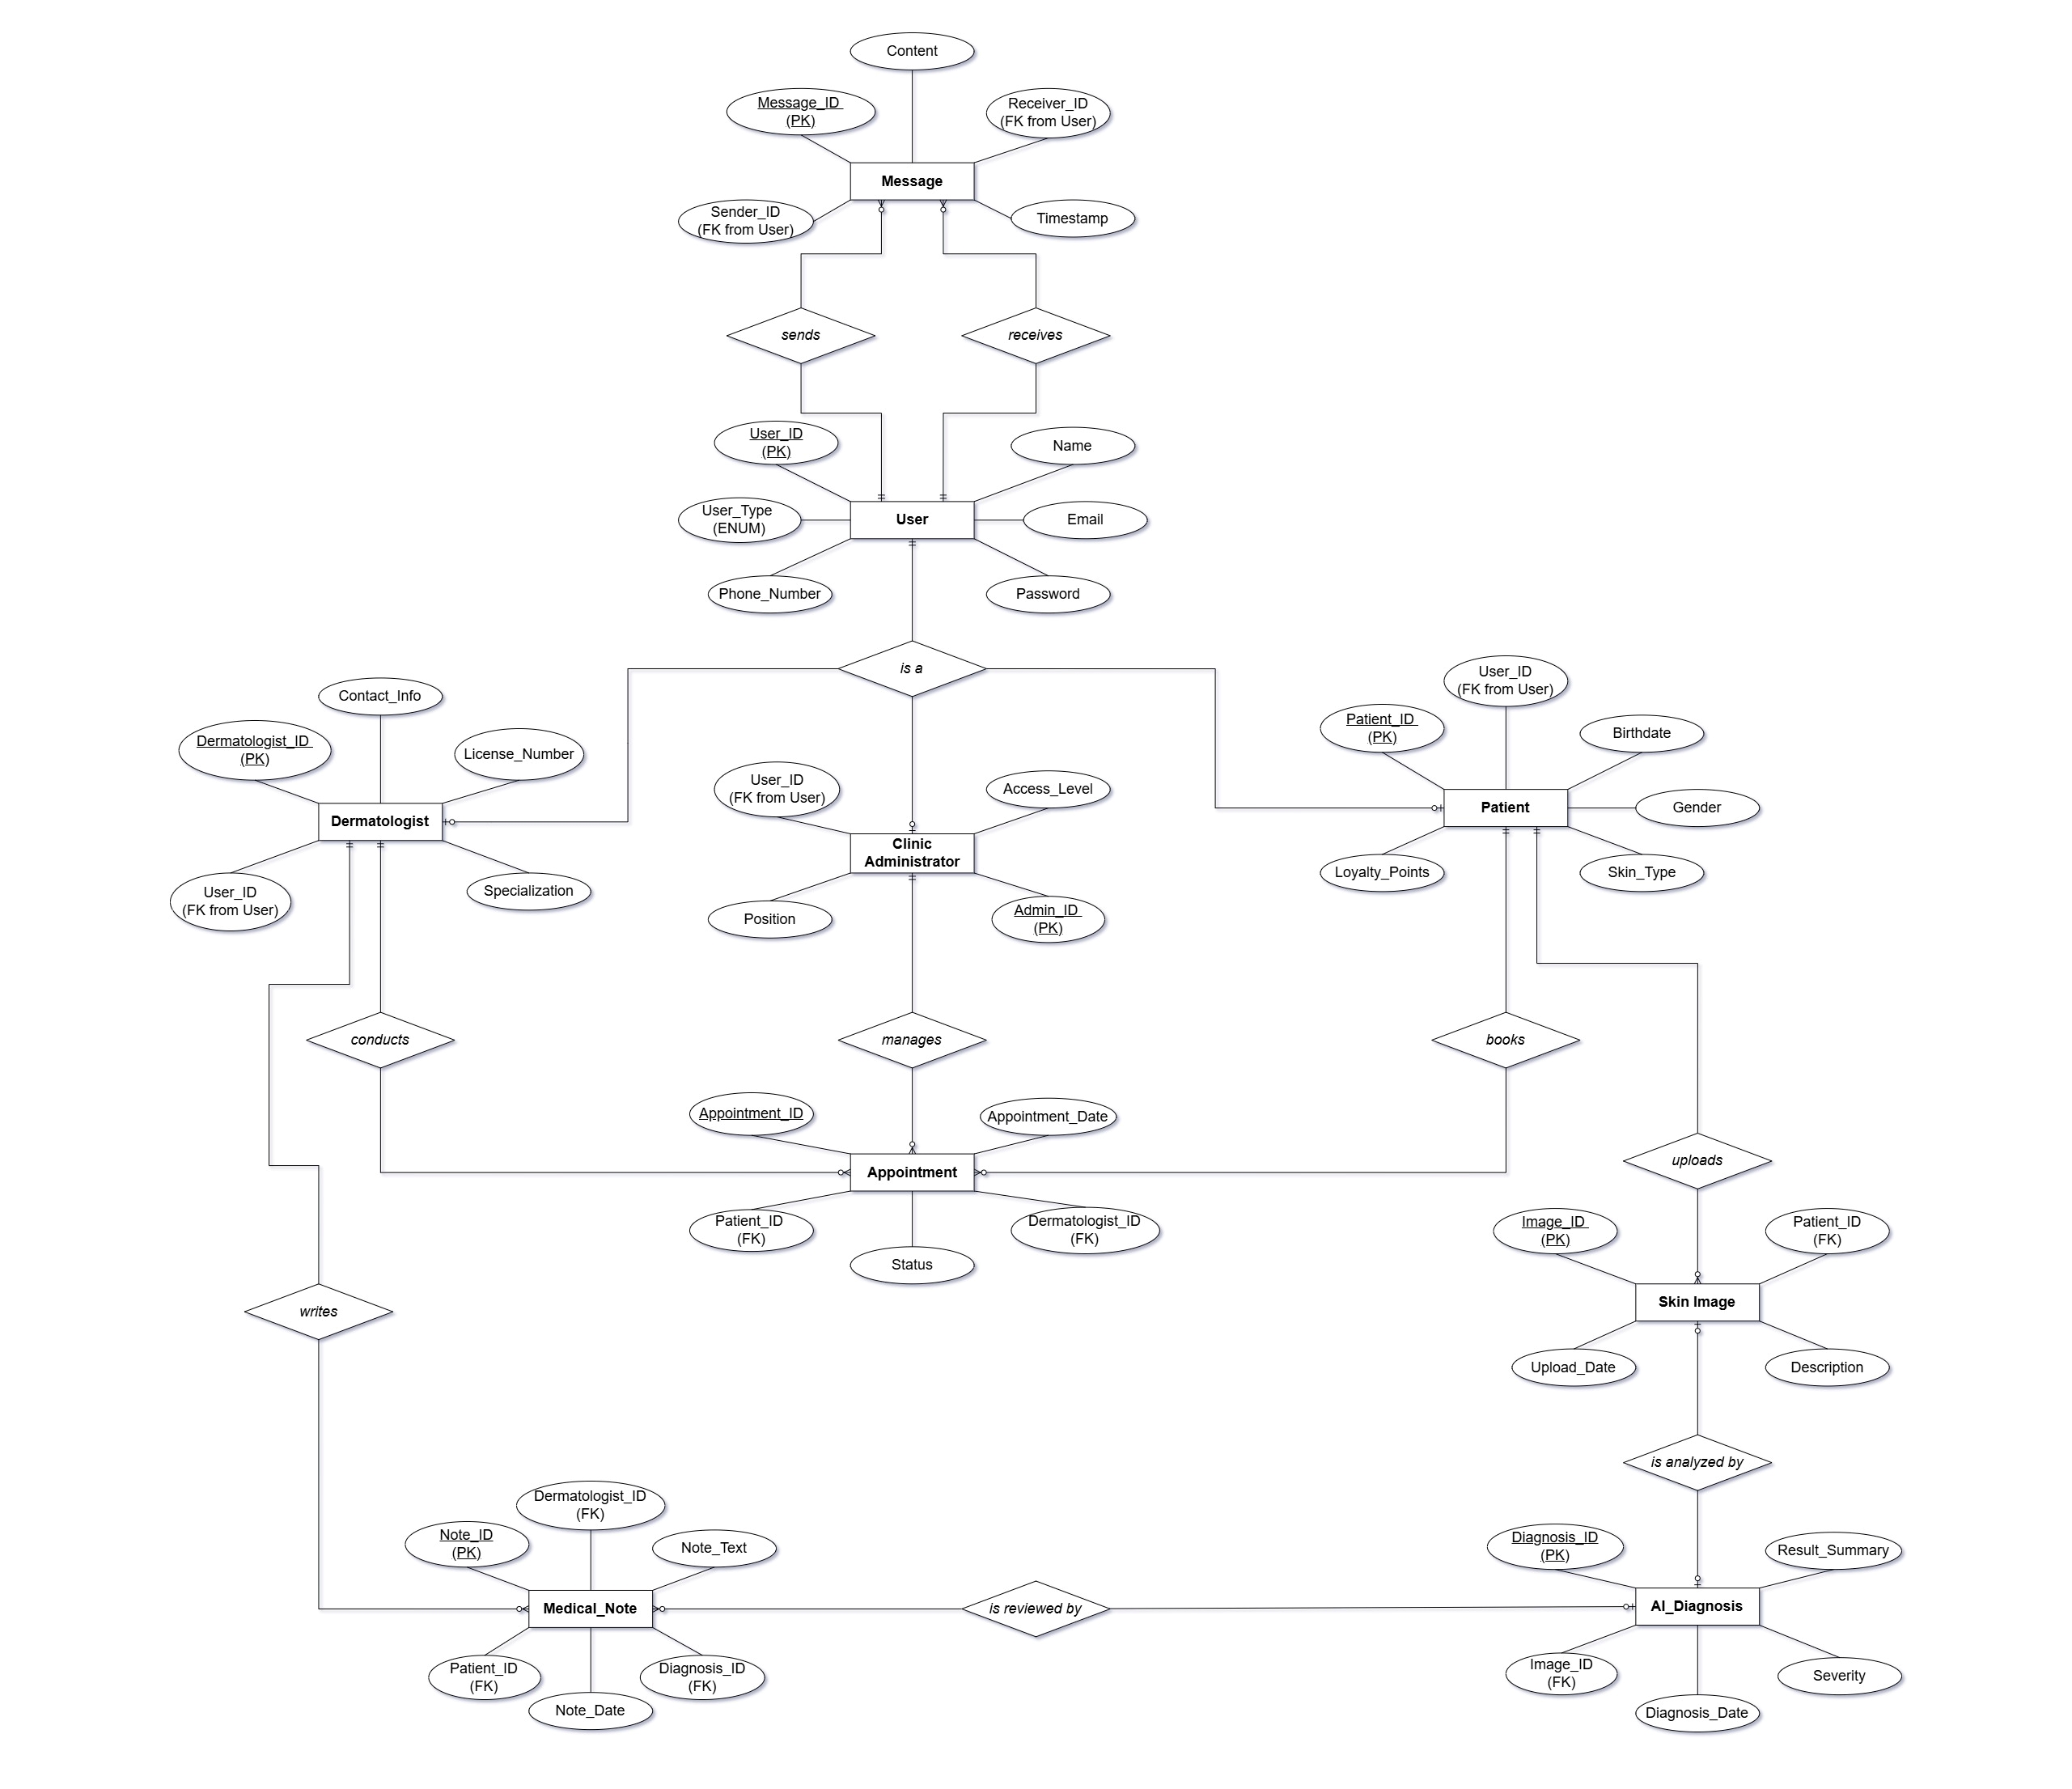 Content
Message_ID
(PK)
Receiver_ID
(FK from User)
Message
Sender_ID
(FK from User)
Timestamp
sends
receives
User_ID
(PK)
Name
User_Type
(ENUM)
User
Email
Phone_Number
Password
is a
Contact_Info
Dermatologist_ID
(PK)
License_Number
Dermatologist
User_ID
(FK from User)
Specialization
User_ID
(FK from User)
Access_Level
Clinic
Administrator
Position
Admin_ID
(PK)
User_ID
(FK from User)
Patient_ID
(PK)
Birthdate
Patient
Gender
Loyalty_Points
Skin_Type
conducts
manages
books
Appointment_ID
Appointment_Date
Appointment
Patient_ID
(FK)
Dermatologist_ID
(FK)
Status
uploads
Image_ID
(PK)
Patient_ID
(FK)
Skin Image
Upload_Date
Description
writes
is analyzed by
Dermatologist_ID
(FK)
Note_ID
(PK)
Note_Text
Medical_Note
Patient_ID
(FK)
Diagnosis_ID
(FK)
Note_Date
is reviewed by
Diagnosis_ID
(PK)
Result_Summary
AI_Diagnosis
Image_ID
(FK)
Severity
Diagnosis_Date